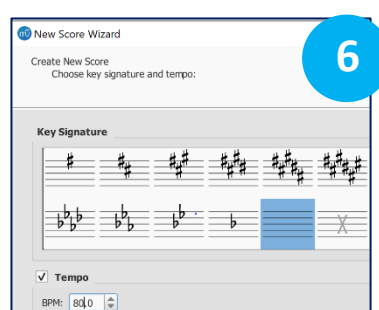 New Score Wizard
6
Create New Score
Choose key signature and tempo:
Key Signature
Tempo
BPM: 80.0